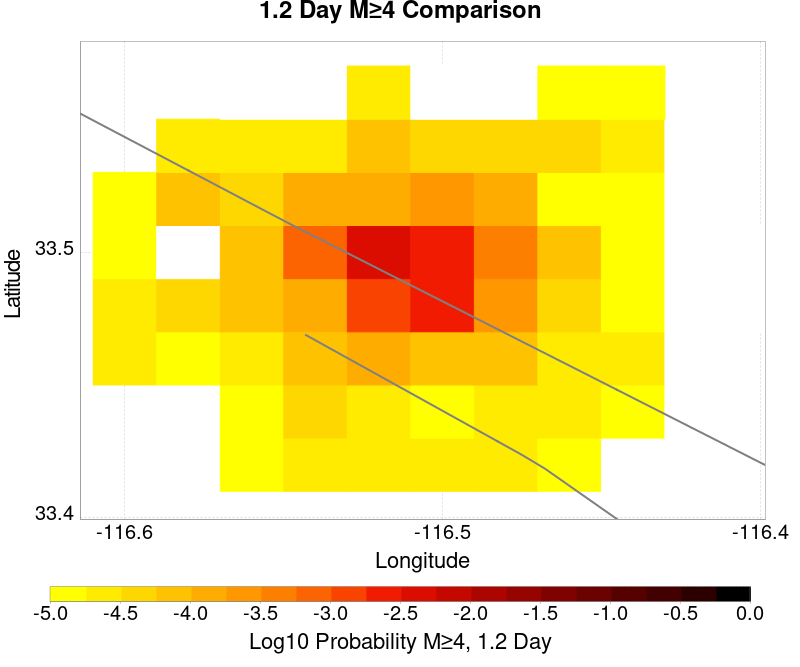 1.2 Day M≥4 Comparison
Latitude
33.5
33.4
-116.6 -116.5 -116.4
Longitude
-5.0 -4.5 -4.0 -3.5 -3.0 -2.5 -2.0 -1.5 -1.0 -0.5 0.0
Log10 Probability M≥4, 1.2 Day